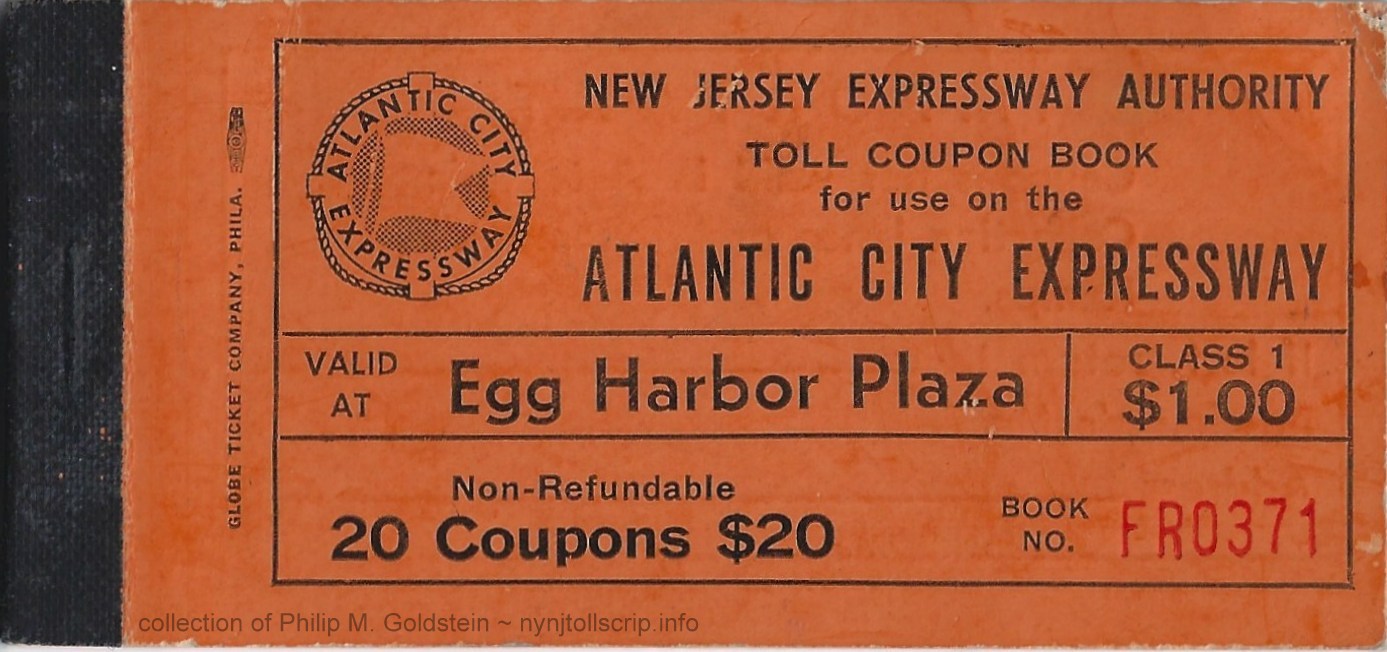 NEW JERSEY EXPRESSWAY AUTHORITY
TOLL COUPON BOOK
for use on the
ATLANTIC CITY EXPRESSWAY
ATLANTIC CITY
EXPRESSWAY
VALID
AT
Egg Harbor Plaza
CLASS 1
$1.00
Non-Refundable
20 Coupons $20
BOOK
NO.
FR0371
GLOBE TICKET COMPANY, PHILA.
collection of Philip M. Goldstein ~ nynjtollscrip.info